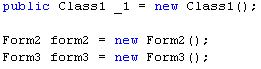 public Class1 _1 = new Class1();
Form2 form2 = new Form2();
Form3 form3 = new Form3();